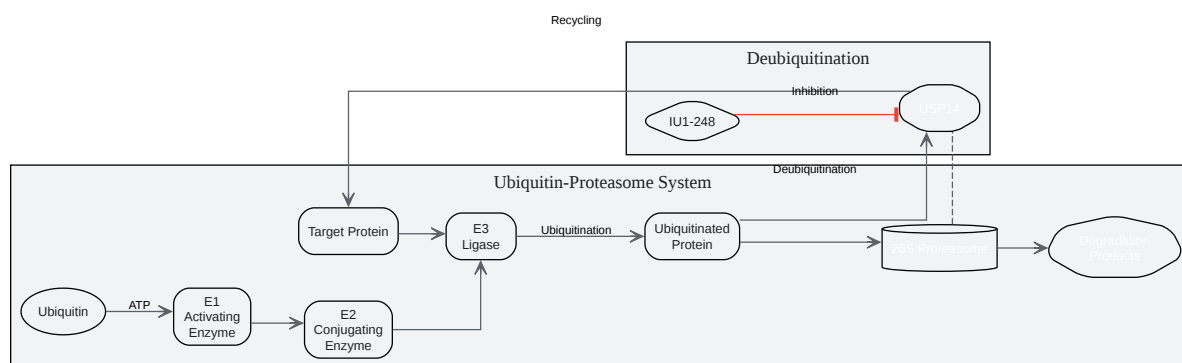 Recycling
Deubiquitination
Inhibition
USP14
IU1-248
Deubiquitination
Ubiquitin-Proteasome System
Target Protein
E3
Ligase
Ubiquitination
Ubiquitinated
Protein
26S Proteasome
Degradation
Products
Ubiquitin
ATP
E1
Activating
Enzyme
E2
Conjugating
Enzyme